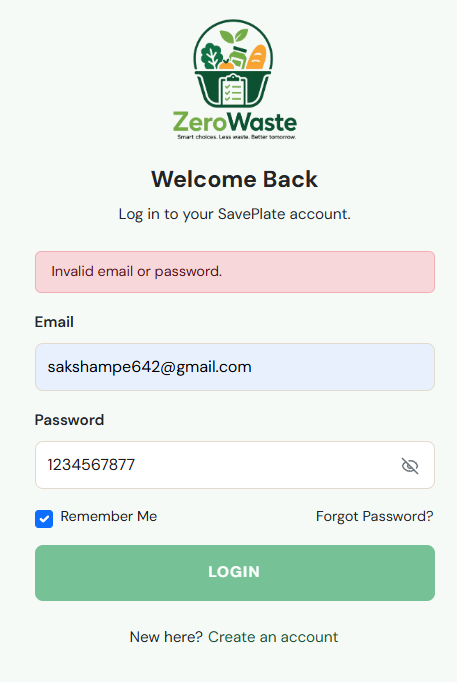 ZeroWaste
Smart choices. Less waste. Better tomorrow.
Welcome Back
Log in to your SavePlate account.
Invalid email or password.
Email
sakshampe642@gmail.com
Password
1234567877
Remember Me Forgot Password?
LOGIN
New here? Create an account